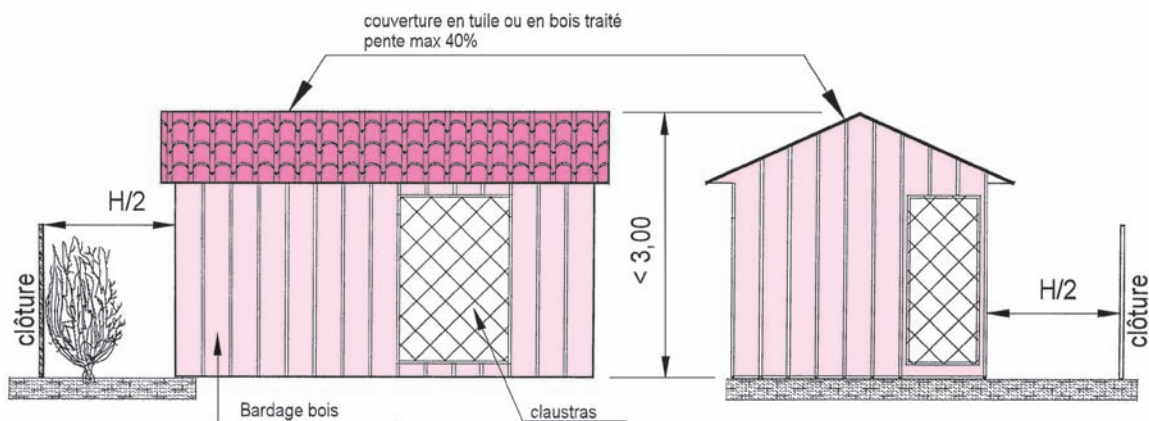 couverture en tuile ou en bois traité
pente max 40%
H/2
clôture
< 3,00
H/2
clôture
Bardage bois
claustras